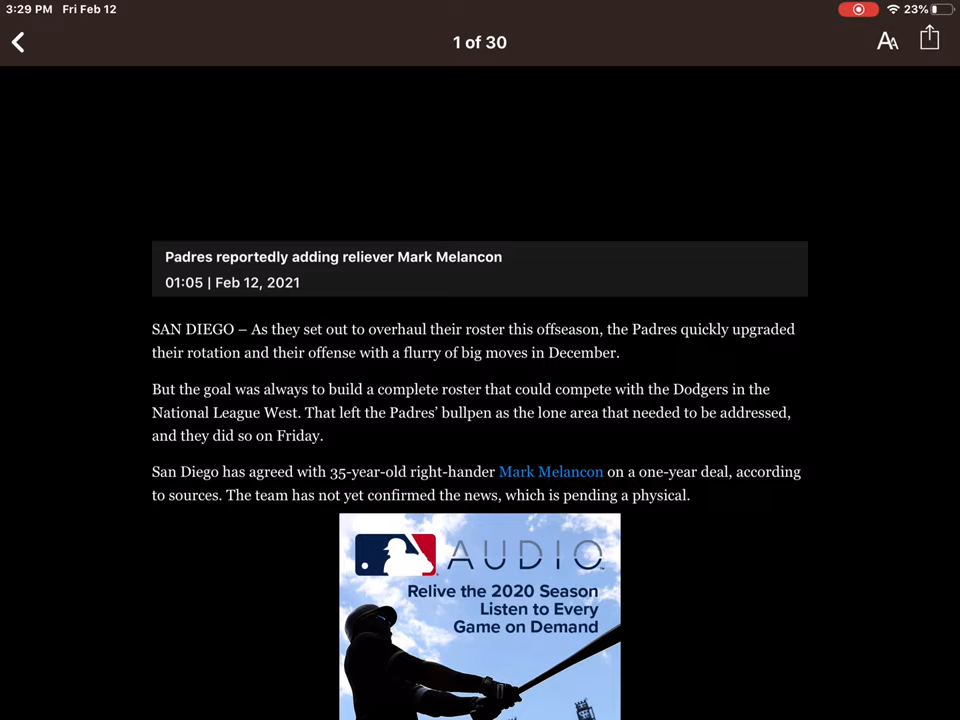 3:29 PM Fri Feb 12
23%
1 of 30
AA
Padres reportedly adding reliever Mark Melancon
01:05 | Feb 12, 2021
SAN DIEGO – As they set out to overhaul their roster this offseason, the Padres quickly upgraded
their rotation and their offense with a flurry of big moves in December.
But the goal was always to build a complete roster that could compete with the Dodgers in the
National League West. That left the Padres’ bullpen as the lone area that needed to be addressed,
and they did so on Friday.
San Diego has agreed with 35-year-old right-hander Mark Melancon on a one-year deal, according
to sources. The team has not yet confirmed the news, which is pending a physical.
AUDIO
Relive the 2020 Season
Listen to Every
Game on Demand